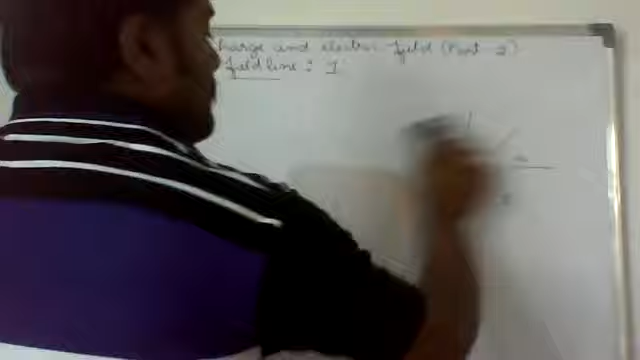 harge and electric field (Part 2)
field line : I